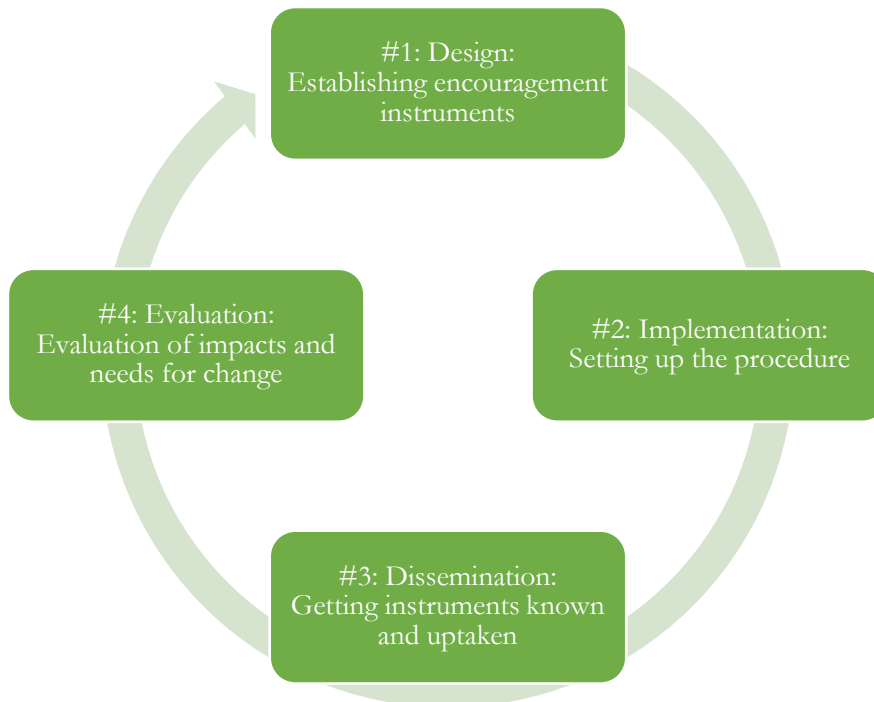 #1: Design:
Establishing encouragement
instruments
#2: Implementation:
Setting up the procedure
#3: Dissemination:
Getting instruments known
and uptaken
#4: Evaluation:
Evaluation of impacts and
needs for change